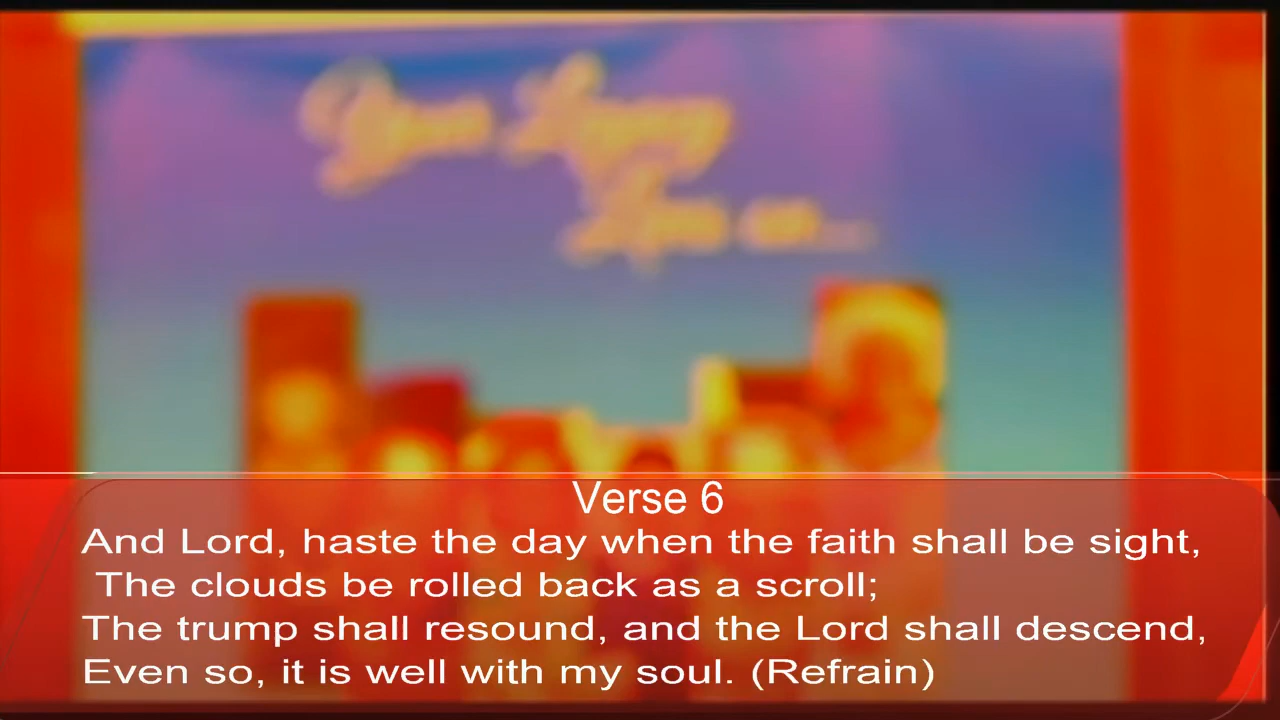 Verse 6
And Lord, haste the day when the faith shall be sight,
The clouds be rolled back as a scroll;
The trump shall resound, and the Lord shall descend,
Even so, it is well with my soul. (Refrain)